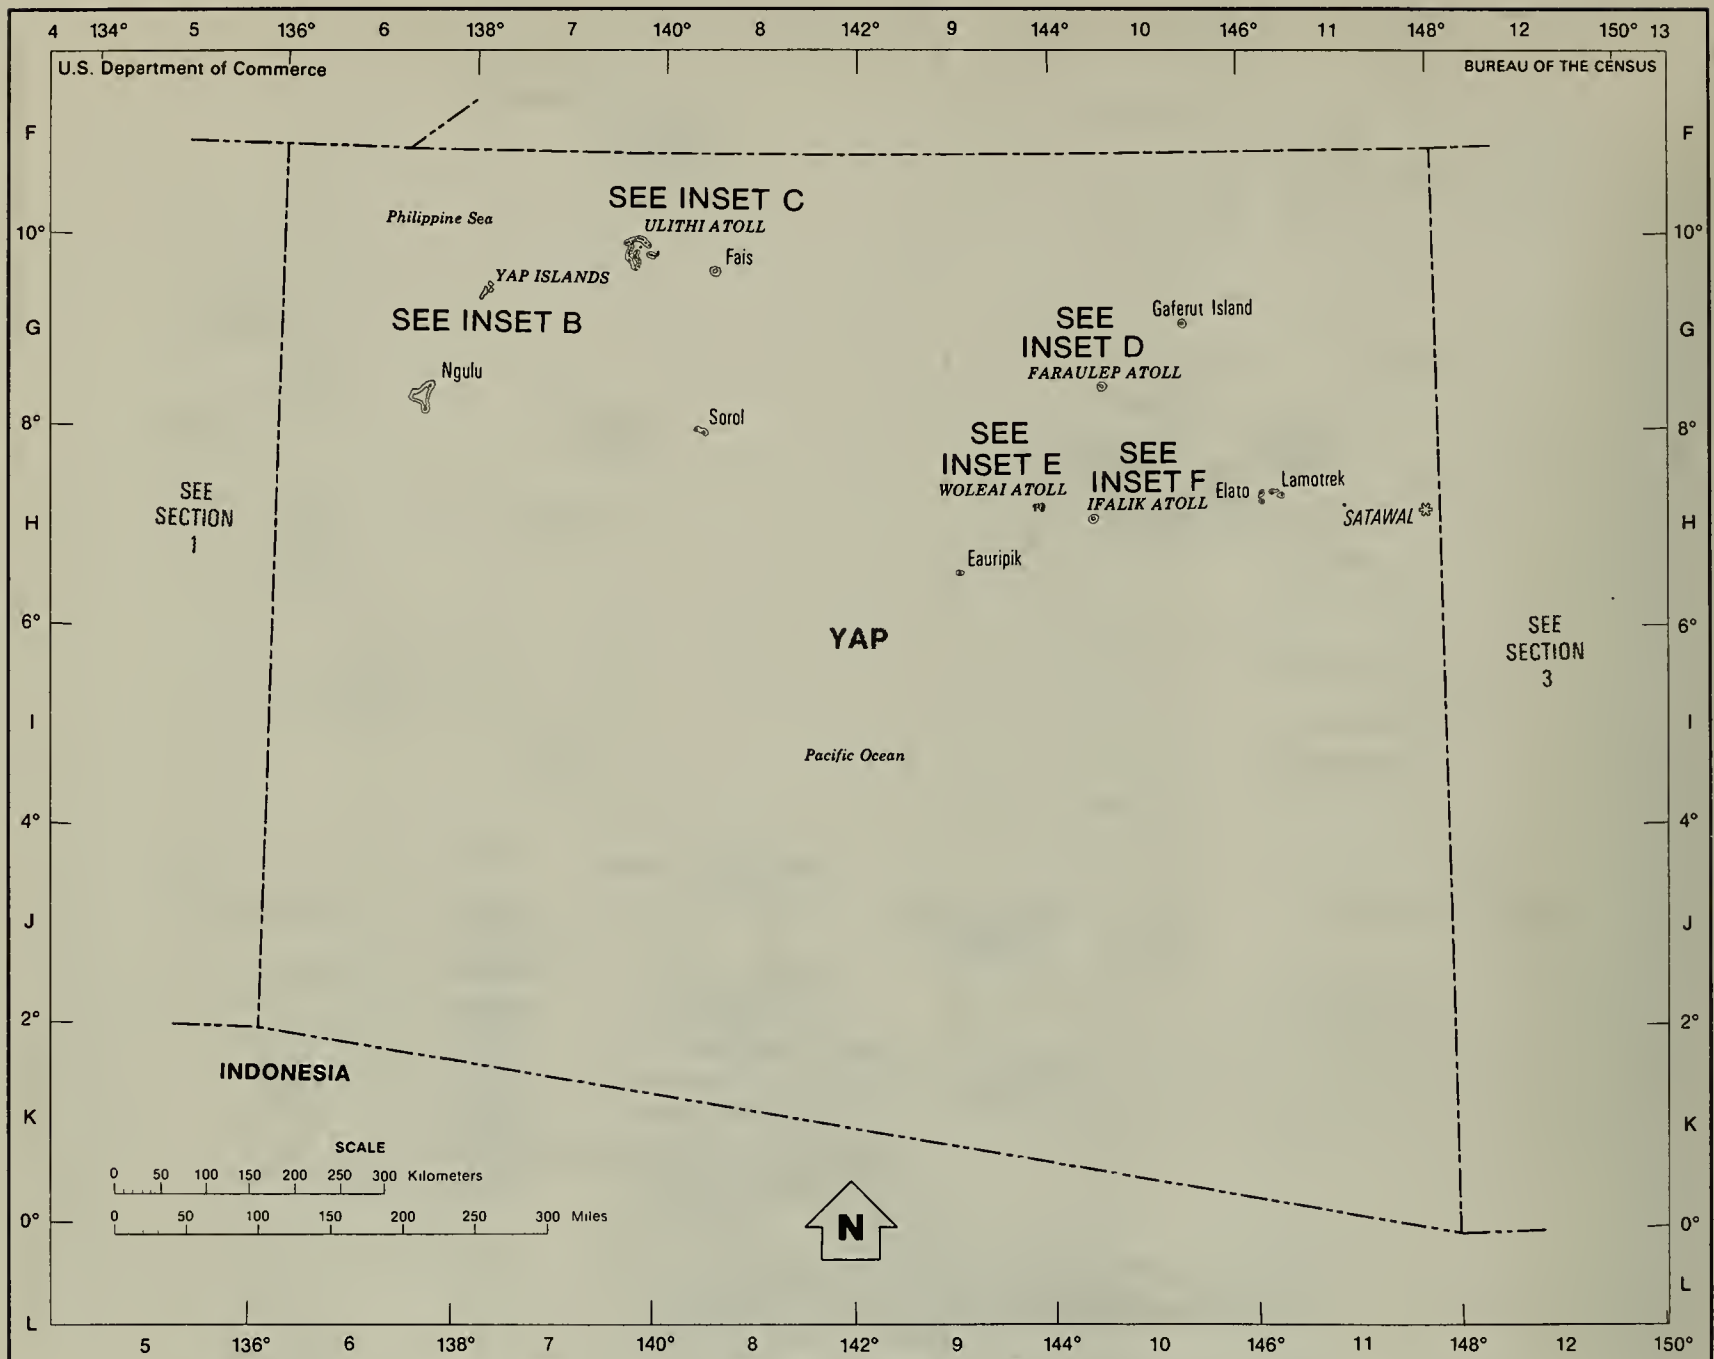 4 134° 5 136° 6 138° 7 140° 8 142° 9 144° 10 146° 11 148° 12 150° 13
U.S. Department of Commerce
BUREAU OF THE CENSUS
F
F
SEE INSET C
Philippine Sea
ULITHI ATOLL
10°
10°
Fais
YAP ISLANDS
SEE INSET B
Gaferut Island
G
G
SEE
INSET D
FARAULEP ATOLL
Ngulu
8°
8°
Sorol
SEE
INSET E
WOLEAI ATOLL
SEE
INSET F
IFALIK ATOLL
Elato
Lamotrek
SATAWAL
SEE
SECTION
1
H
H
Eauripik
6°
6°
YAP
SEE
SECTION
3
I
I
Pacific Ocean
4°
4°
J
J
2°
2°
INDONESIA
K
K
SCALE
0 50 100 150 200 250 300 Kilometers
0 50 100 150 200 250 300 Miles
0°
0°
N
L
L
5 136° 6 138° 7 140° 8 142° 9 144° 10 146° 11 148° 12 150°